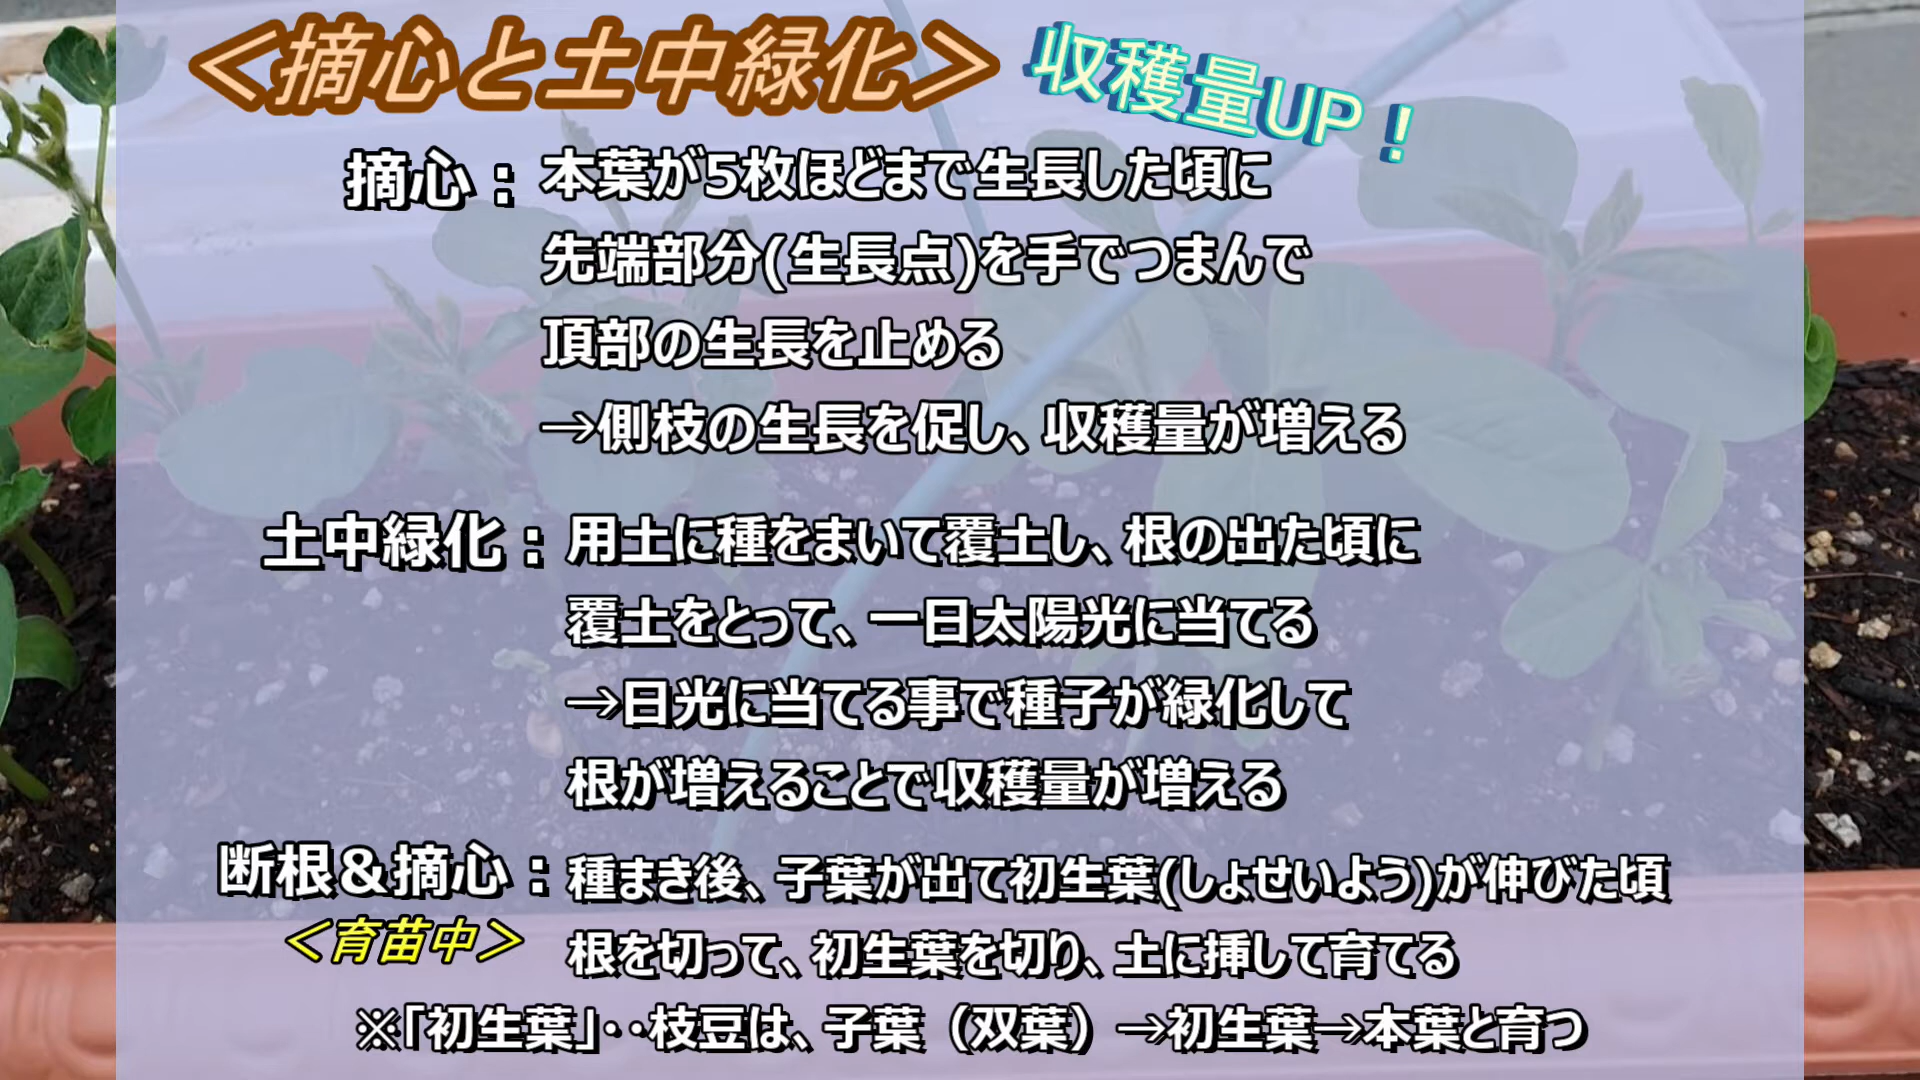 ＜摘心と土中緑化＞ 収穫量UP！
摘心：本葉が5枚ほどまで生長した頃に
先端部分(生長点)を手でつまんで
頂部の生長を止める
→側枝の生長を促し、収穫量が増える
土中緑化：用土に種をまいて覆土し、根の出た頃に
覆土をとって、一日太陽光に当てる
→日光に当てる事で種子が緑化して
根が増えることで収穫量が増える
断根＆摘心：種まき後、子葉が出て初生葉(しょせいよう)が伸びた頃
＜育苗中＞ 根を切って、初生葉を切り、土に挿して育てる
※「初生葉」･･枝豆は、子葉（双葉）→初生葉→本葉と育つ